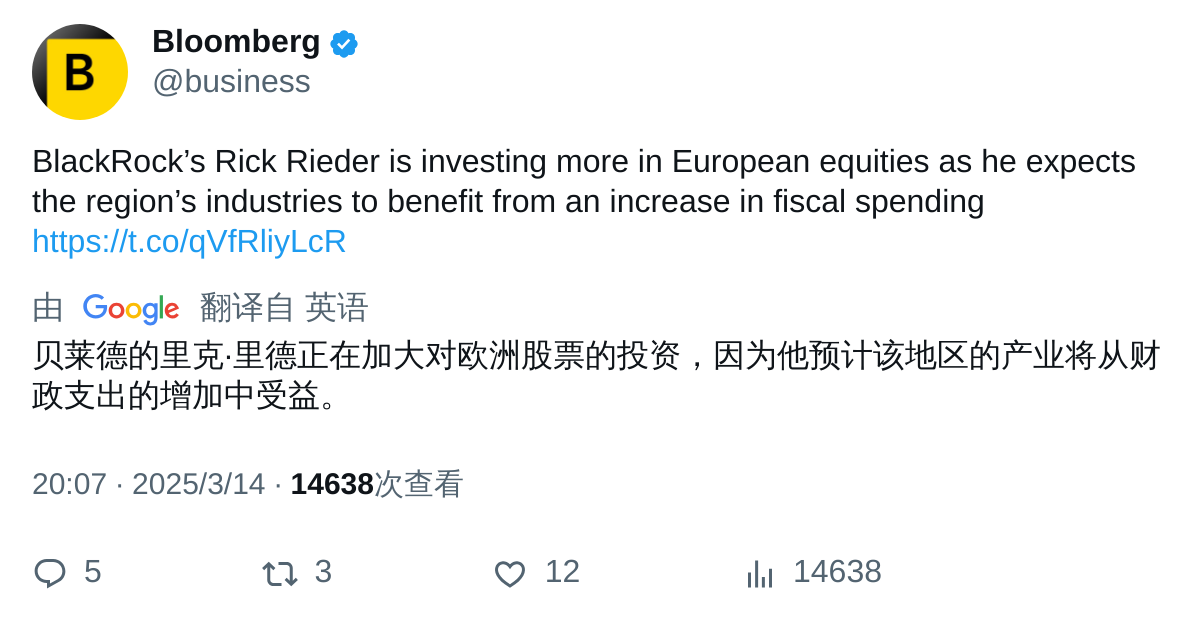 B
Bloomberg
@business
BlackRock’s Rick Rieder is investing more in European equities as he expects
the region’s industries to benefit from an increase in fiscal spending
https://t.co/qVfRliyLcR
由 Google 翻译自 英语
贝莱德的里克·里德正在加大对欧洲股票的投资，因为他预计该地区的产业将从财
政支出的增加中受益。
20:07 · 2025/3/14 · 14638次查看
5 3 12 14638